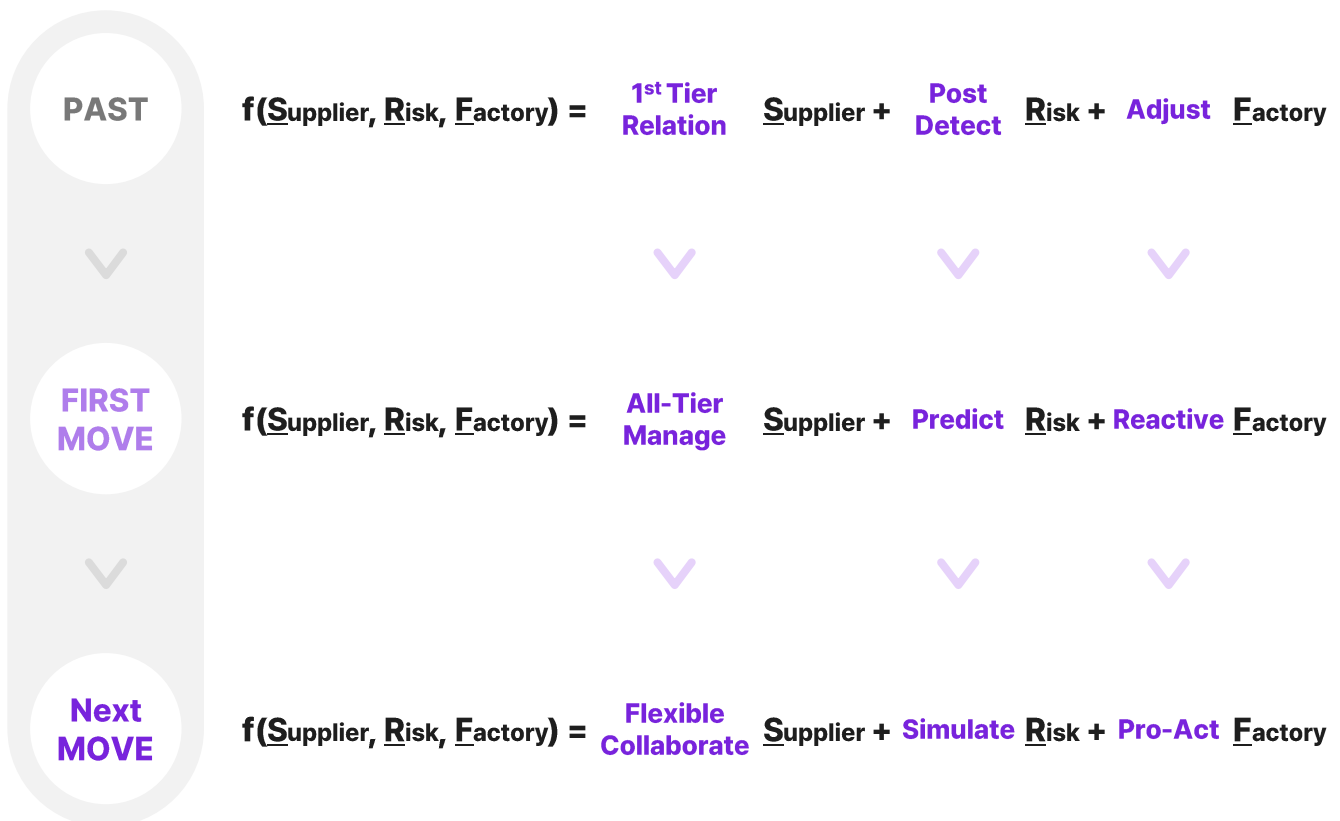 PAST
f(Supplier, Risk, Factory) = 1st Tier Relation Supplier + Post Detect Risk + Adjust Factory
FIRST MOVE
f(Supplier, Risk, Factory) = All-Tier Manage Supplier + Predict Risk + Reactive Factory
Next MOVE
f(Supplier, Risk, Factory) = Flexible Collaborate Supplier + Simulate Risk + Pro-Act Factory